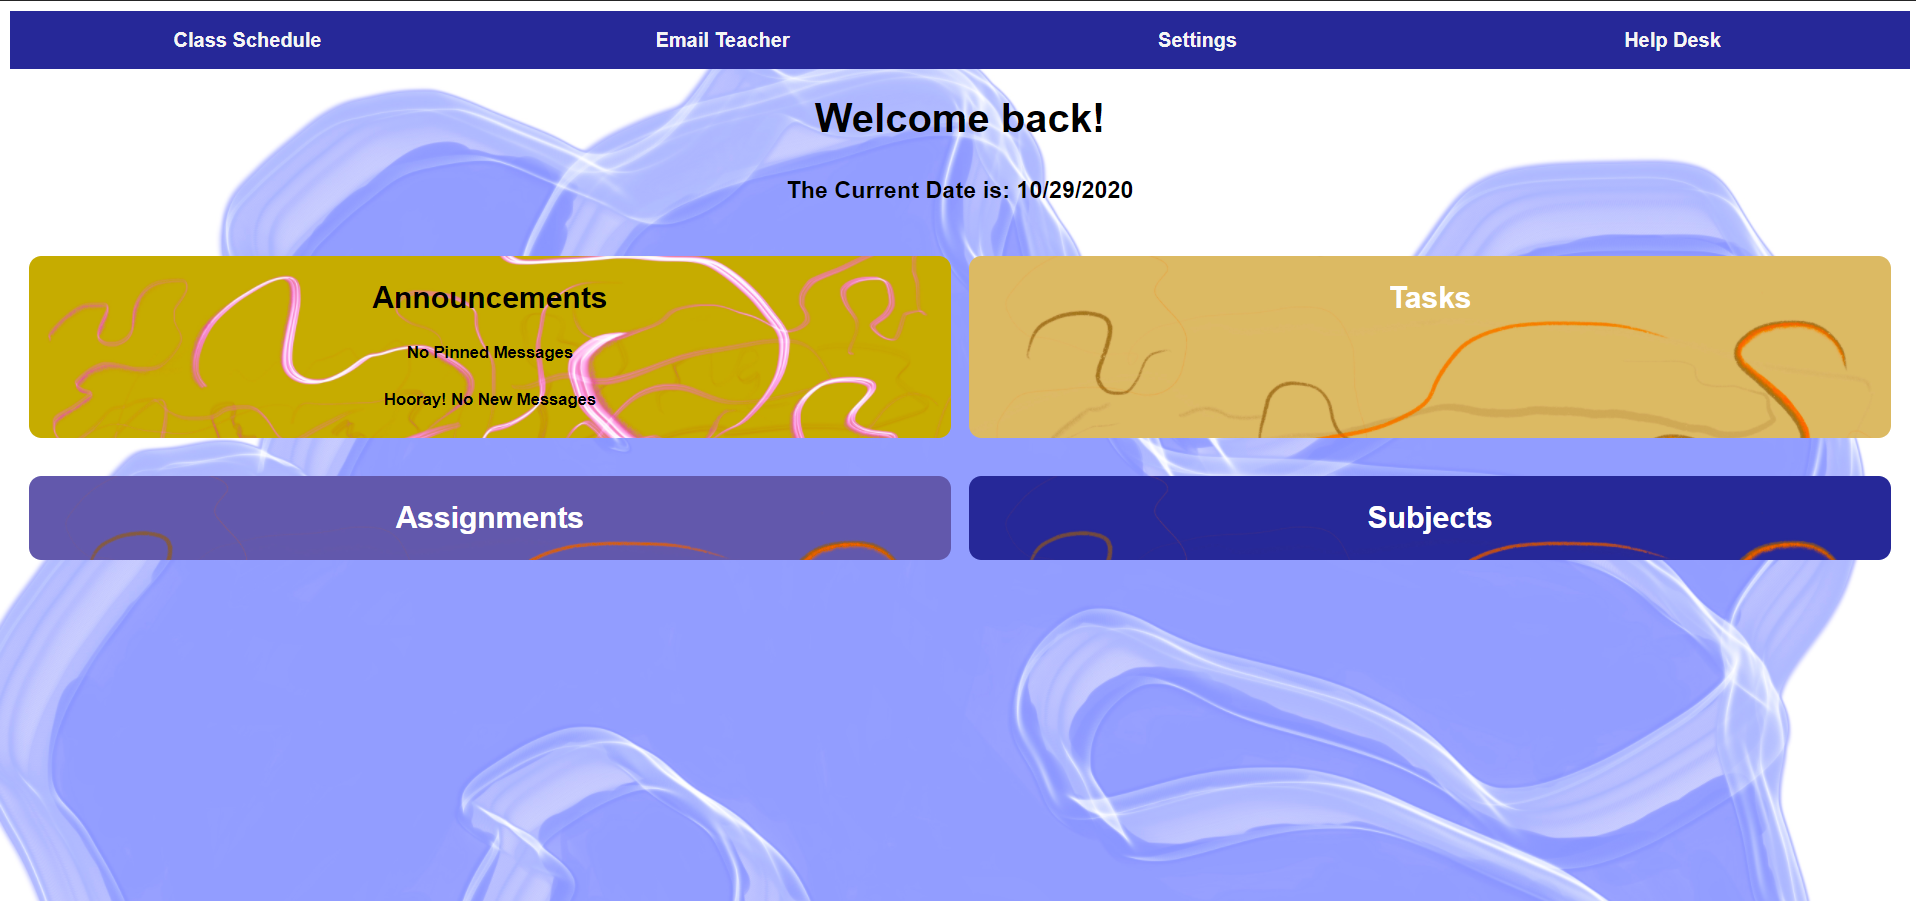 Class Schedule Email Teacher Settings Help Desk
Welcome back!
The Current Date is: 10/29/2020
Announcements
No Pinned Messages
Hooray! No New Messages
Tasks
Assignments
Subjects